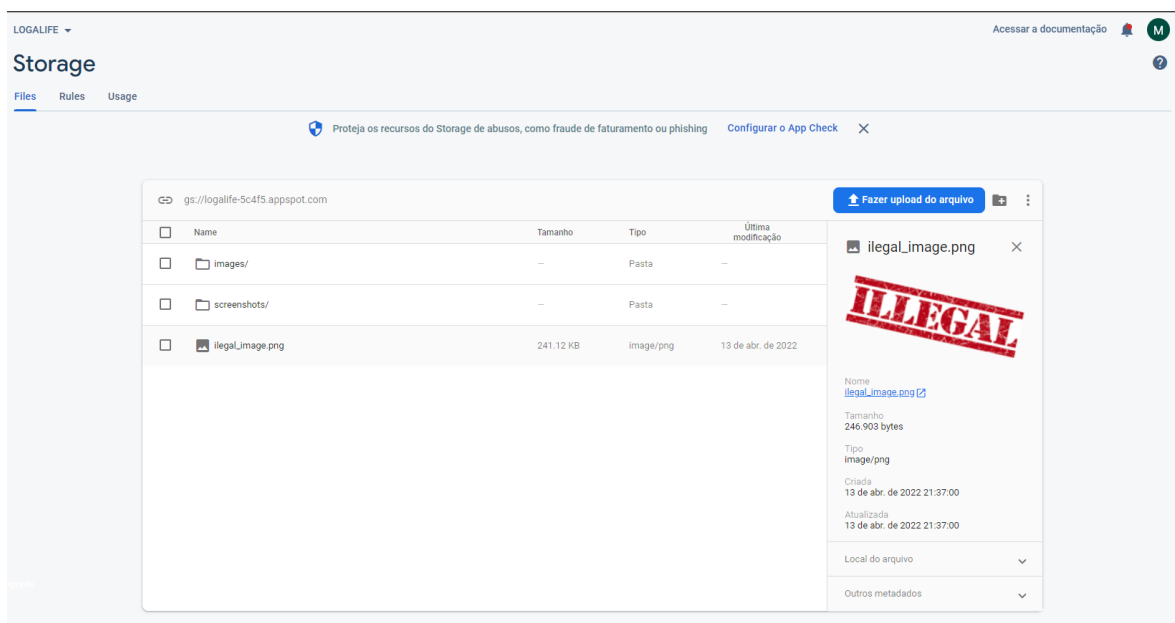 LOGALIFE
Acessar a documentação
M
Storage
Files Rules Usage
Proteja os recursos do Storage de abusos, como fraude de faturamento ou phishing Configurar o App Check
gs://logalife-5c4f5.appspot.com
Fazer upload do arquivo
Name Tamanho Tipo Última modificação
images/ — Pasta —
screenshots/ — Pasta —
ilegal_image.png 241.12 KB image/png 13 de abr. de 2022
ilegal_image.png
ILLEGAL
Nome
ilegal_image.png
Tamanho
246.903 bytes
Tipo
image/png
Criada
13 de abr. de 2022 21:37:00
Atualizada
13 de abr. de 2022 21:37:00
Local do arquivo
Outros metadados